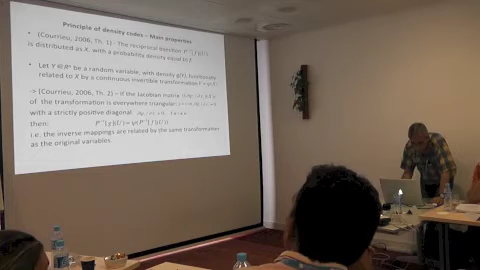 Principle of density codes – Main properties
• (Courrieu, 2006, Th. 1) - The reciprocal function
is distributed as X, with a probability density equal to f.
• Let Y ∈ Rⁿ be a random variable, with density g(Y), functionally
related to X by a continuous invertible transformation
-> (Courrieu, 2006, Th. 2) – if the Jacobian matrix
of the transformation is everywhere triangular
with a strictly positive diagonal
then:
i.e. the inverse mappings are related by the same transformation
as the original variables.